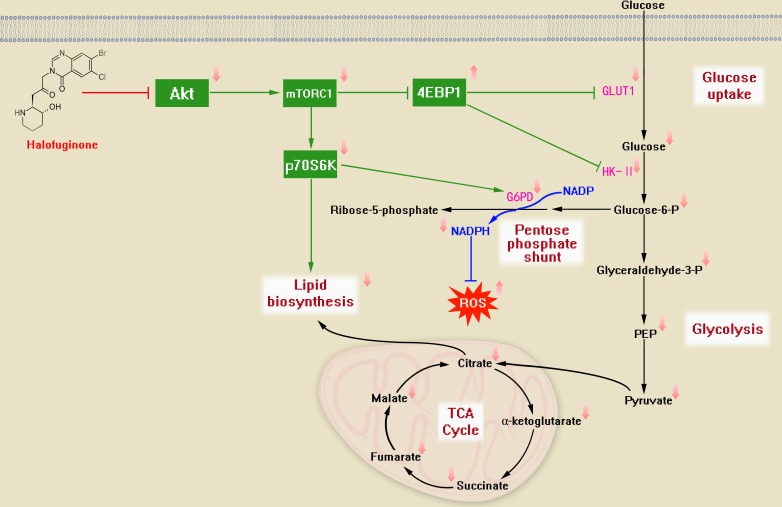 Glucose
N
N
O
Br
Cl
O
HN
OH
Halofuginone
Akt
mTORC1
4EBP1
GLUT1
Glucose
uptake
Glucose
HK-II
p70S6K
G6PD
NADP
Ribose-5-phosphate
Glucose-6-P
NADPH
Pentose
phosphate
shunt
Glyceraldehyde-3-P
Lipid
biosynthesis
ROS
PEP
Glycolysis
Citrate
Malate
TCA
Cycle
α-ketoglutarate
Pyruvate
Fumarate
Succinate